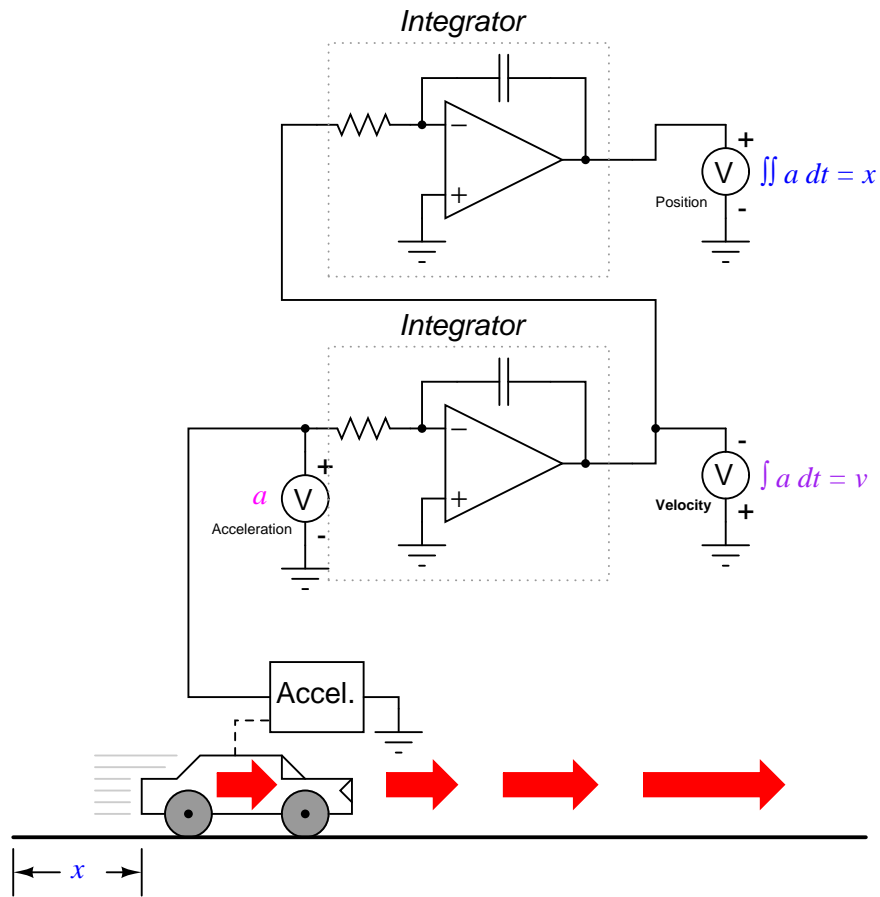 Integrator
−
+
+
V
-
Position
∫∫ a dt = x
Integrator
−
+
a
+
V
-
Acceleration
-
V
+
Velocity
∫ a dt = v
Accel.
x